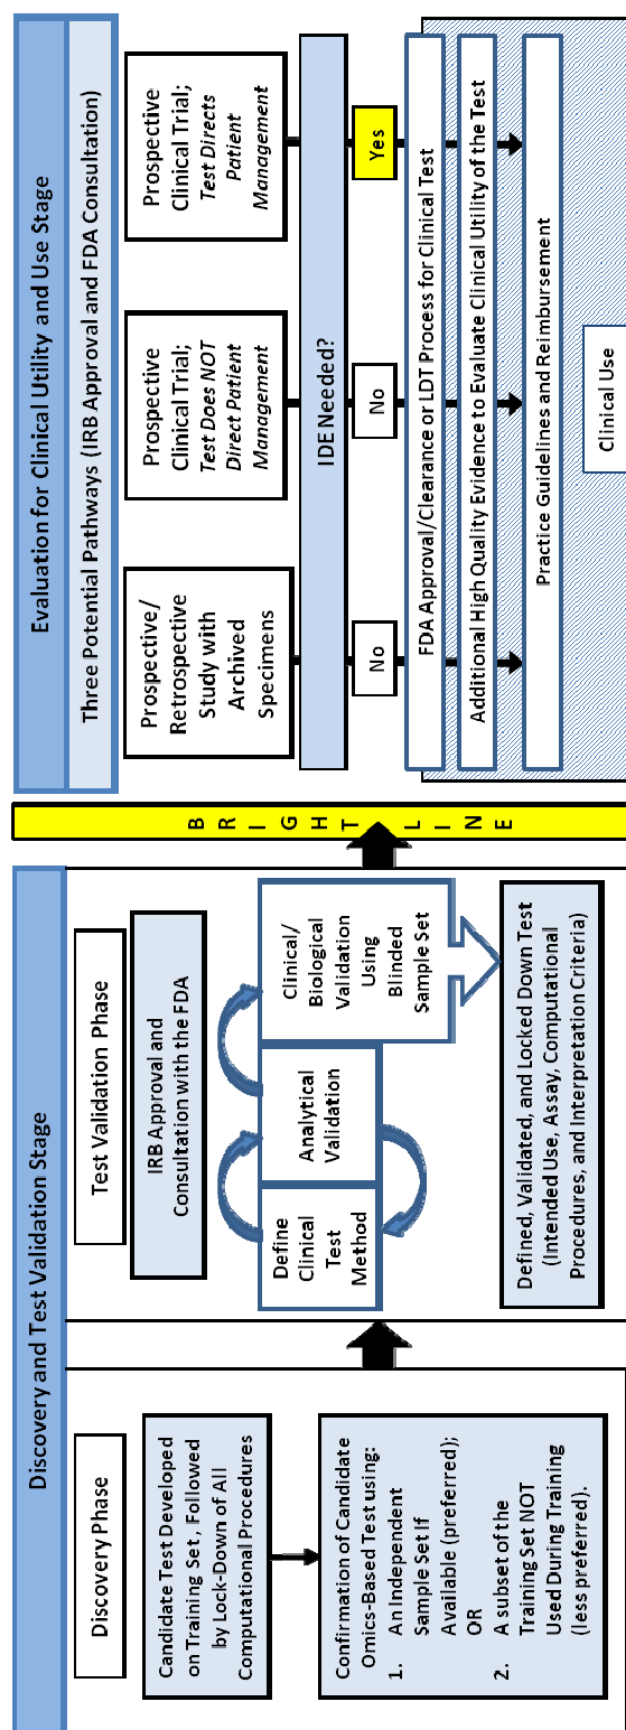 Discovery and Test Validation Stage
Discovery Phase
Candidate Test Developed
on Training Set, Followed
by Lock-Down of All
Computational Procedures
Confirmation of Candidate
Omics-Based Test using:
1. An Independent
Sample Set If
Available (preferred);
OR
2. A subset of the
Training Set NOT
Used During Training
(less preferred).
Test Validation Phase
IRB Approval and
Consultation with the FDA
Define
Clinical
Test
Method
Analytical
Validation
Clinical/
Biological
Validation
Using
Blinded
Sample Set
Defined, Validated, and Locked Down Test
(Intended Use, Assay, Computational
Procedures, and Interpretation Criteria)
BRIGHT LINE
Evaluation for Clinical Utility and Use Stage
Three Potential Pathways (IRB Approval and FDA Consultation)
Prospective/
Retrospective
Study with
Archived
Specimens
Prospective
Clinical Trial;
Test Does NOT
Direct Patient
Management
Prospective
Clinical Trial;
Test Directs
Patient
Management
IDE Needed?
No
No
Yes
FDA Approval/Clearance or LDT Process for Clinical Test
Additional High Quality Evidence to Evaluate Clinical Utility of the Test
Practice Guidelines and Reimbursement
Clinical Use